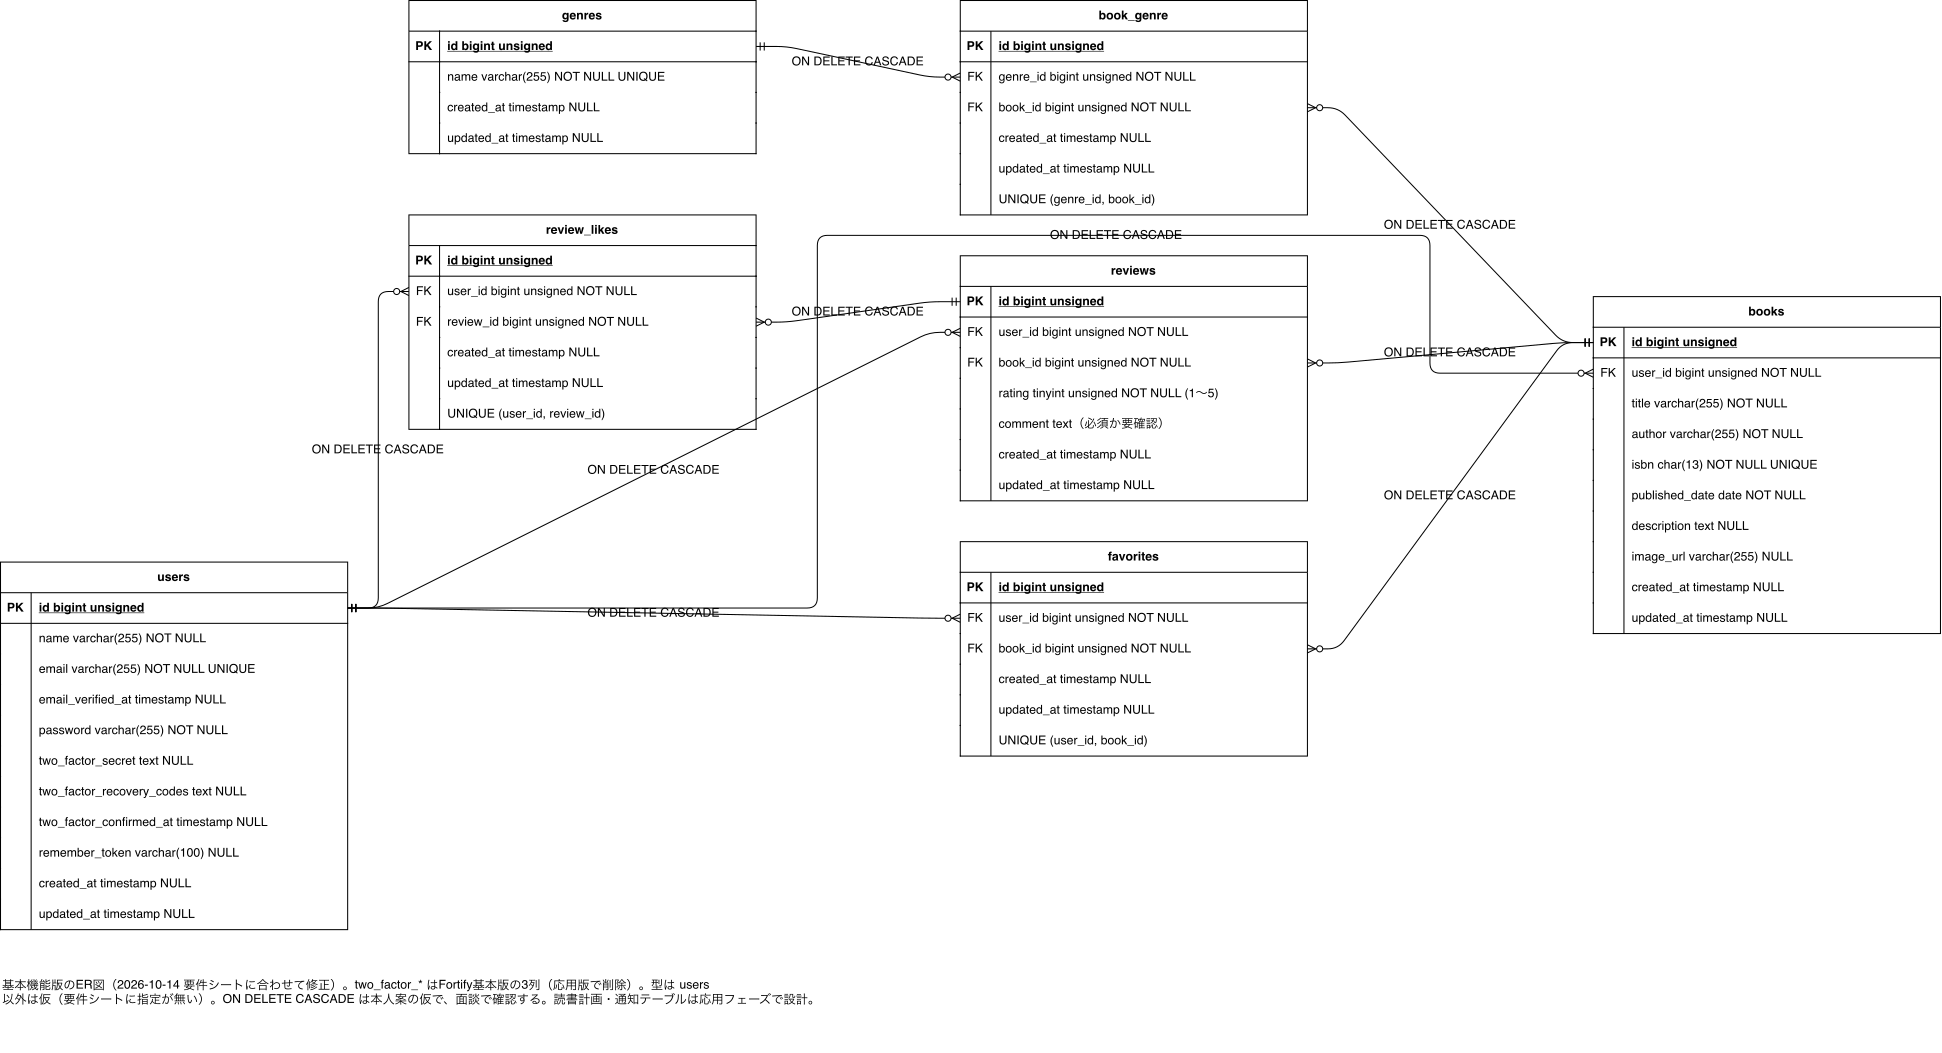 genres
PK id bigint unsigned
name varchar(255) NOT NULL UNIQUE
created_at timestamp NULL
updated_at timestamp NULL
ON DELETE CASCADE
book_genre
PK id bigint unsigned
FK genre_id bigint unsigned NOT NULL
FK book_id bigint unsigned NOT NULL
created_at timestamp NULL
updated_at timestamp NULL
UNIQUE (genre_id, book_id)
ON DELETE CASCADE
ON DELETE CASCADE
review_likes
PK id bigint unsigned
FK user_id bigint unsigned NOT NULL
FK review_id bigint unsigned NOT NULL
created_at timestamp NULL
updated_at timestamp NULL
UNIQUE (user_id, review_id)
ON DELETE CASCADE
reviews
PK id bigint unsigned
FK user_id bigint unsigned NOT NULL
FK book_id bigint unsigned NOT NULL
rating tinyint unsigned NOT NULL (1〜5)
comment text（必須か要確認）
created_at timestamp NULL
updated_at timestamp NULL
ON DELETE CASCADE
books
PK id bigint unsigned
FK user_id bigint unsigned NOT NULL
title varchar(255) NOT NULL
author varchar(255) NOT NULL
isbn char(13) NOT NULL UNIQUE
published_date date NOT NULL
description text NULL
image_url varchar(255) NULL
created_at timestamp NULL
updated_at timestamp NULL
ON DELETE CASCADE
ON DELETE CASCADE
ON DELETE CASCADE
users
PK id bigint unsigned
name varchar(255) NOT NULL
email varchar(255) NOT NULL UNIQUE
email_verified_at timestamp NULL
password varchar(255) NOT NULL
two_factor_secret text NULL
two_factor_recovery_codes text NULL
two_factor_confirmed_at timestamp NULL
remember_token varchar(100) NULL
created_at timestamp NULL
updated_at timestamp NULL
ON DELETE CASCADE
favorites
PK id bigint unsigned
FK user_id bigint unsigned NOT NULL
FK book_id bigint unsigned NOT NULL
created_at timestamp NULL
updated_at timestamp NULL
UNIQUE (user_id, book_id)
基本機能版のER図（2026-10-14 要件シートに合わせて修正）。two_factor_* はFortify基本版の3列（応用版で削除）。型は users
以外は仮（要件シートに指定が無い）。ON DELETE CASCADE は本人案の仮で、面談で確認する。読書計画・通知テーブルは応用フェーズで設計。